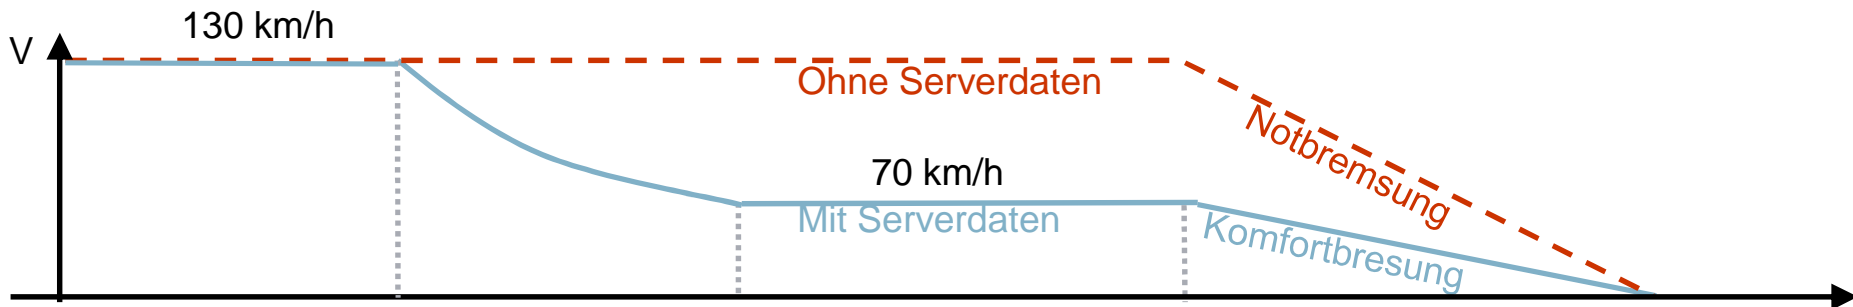 130 km/h
V
Ohne Serverdaten
Notbremsung
70 km/h
Mit Serverdaten
Komfortbresung